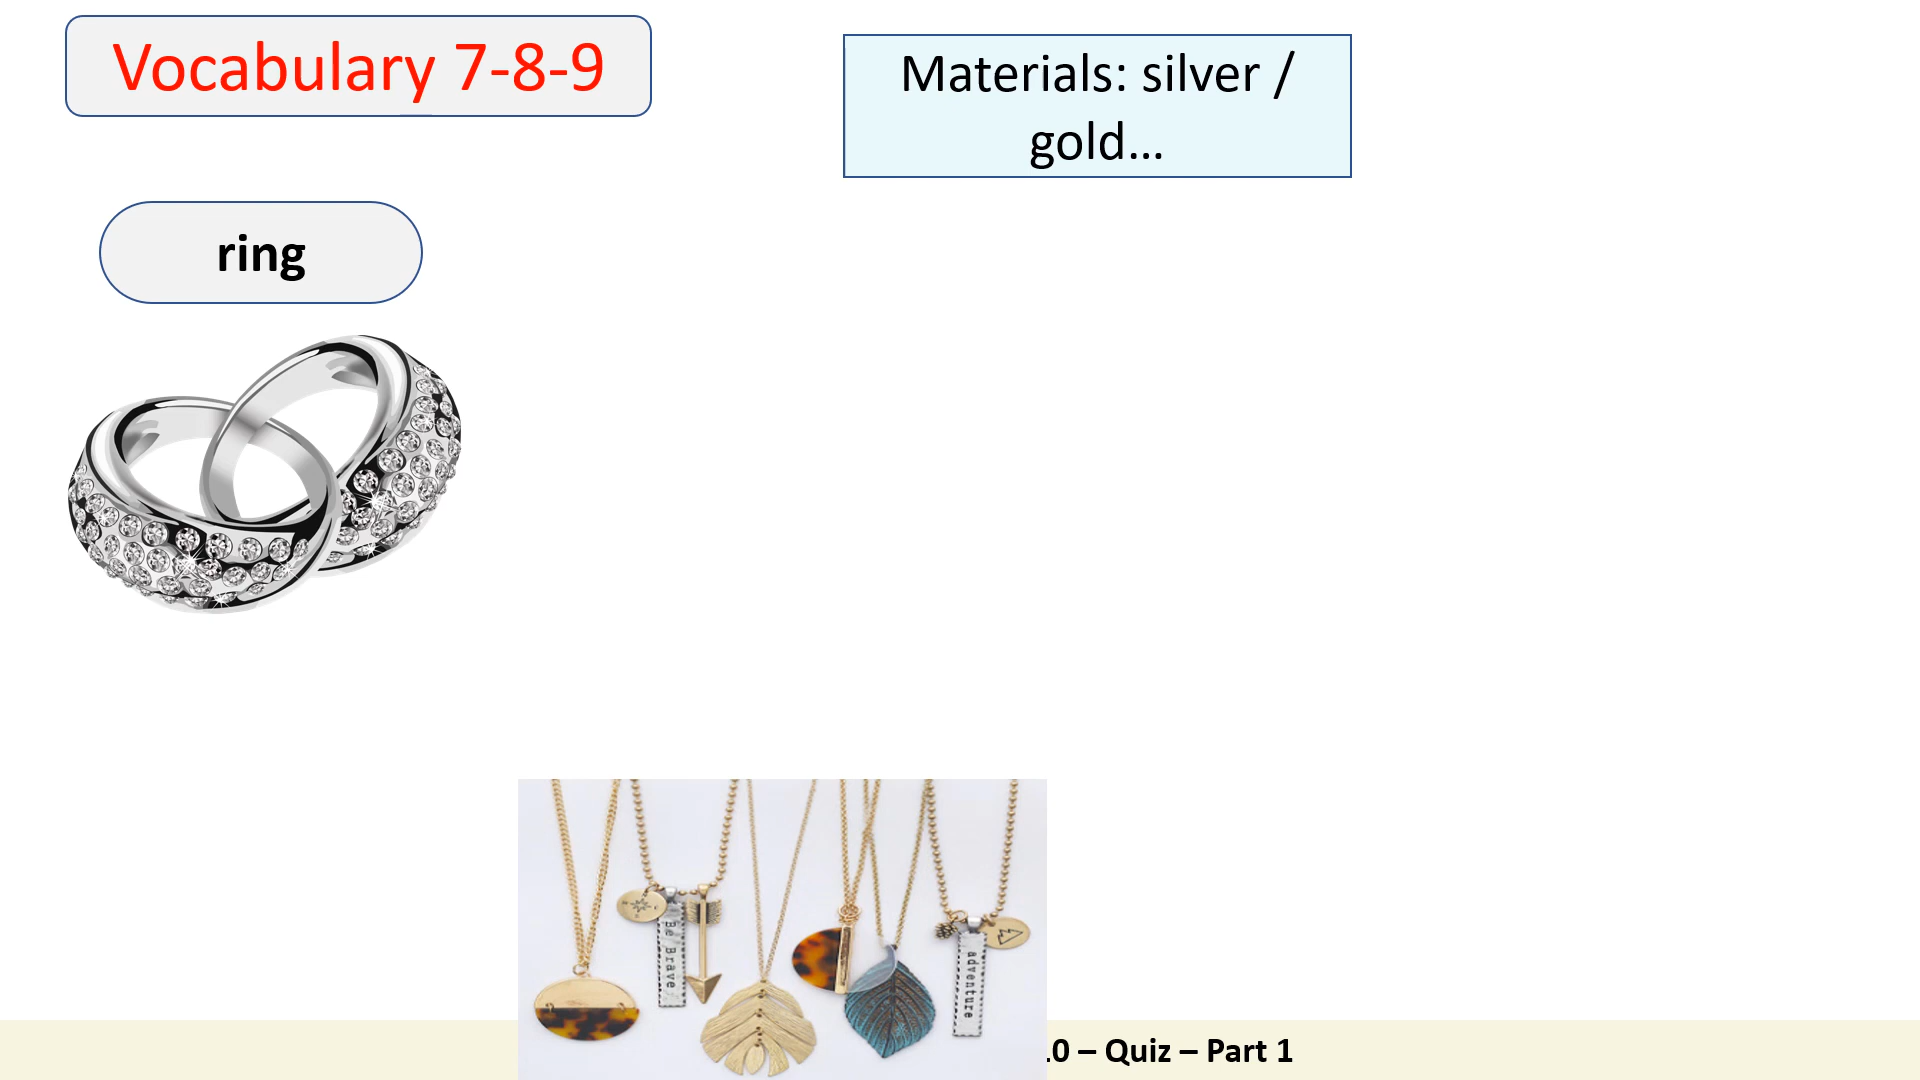 Vocabulary 7-8-9
Materials: silver /
gold...
ring
Be Brave
adventure
0 – Quiz – Part 1